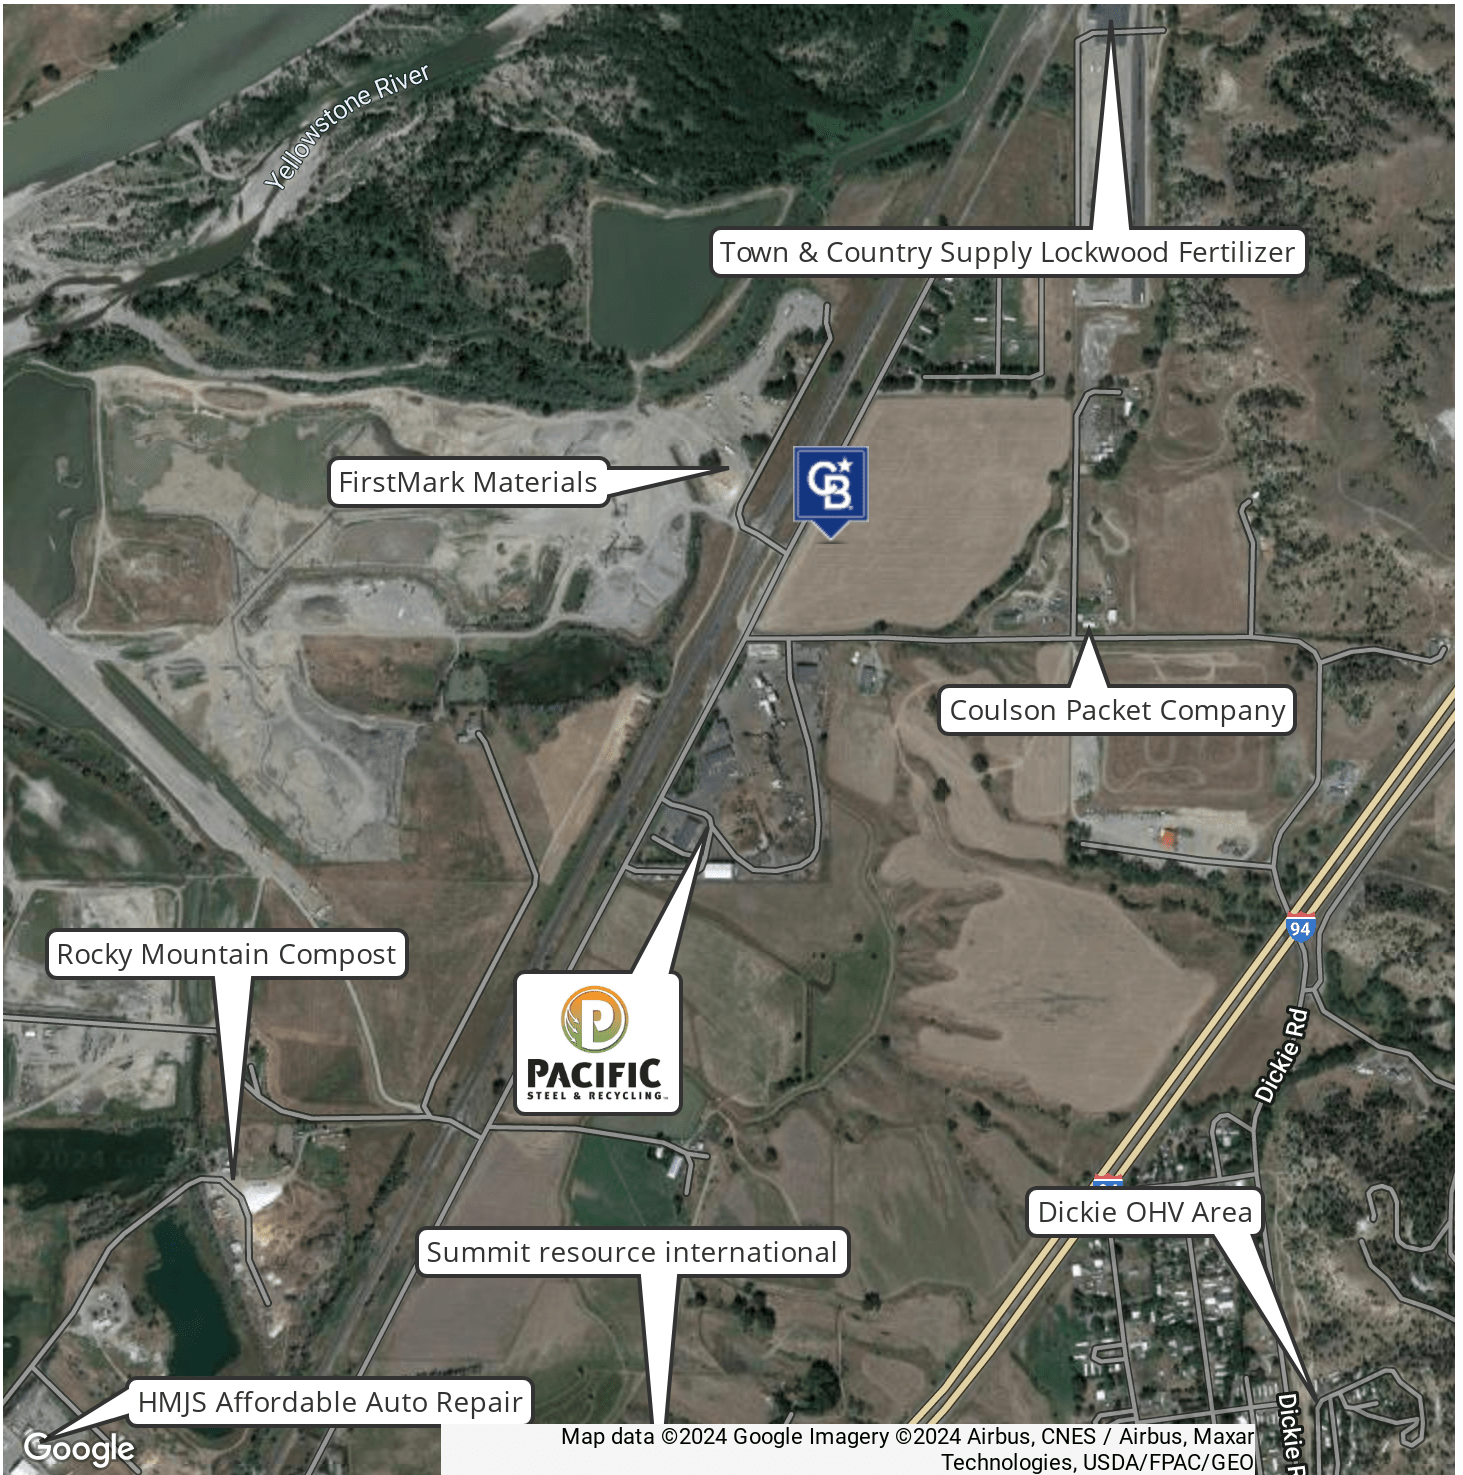 Yellowstone River
Town & Country Supply Lockwood Fertilizer
FirstMark Materials
CB
Coulson Packet Company
94
Rocky Mountain Compost
PACIFIC
STEEL & RECYCLING
Dickie Rd
Dickie OHV Area
Summit resource international
HMJS Affordable Auto Repair
Dickie
Google
Map data ©2024 Google Imagery ©2024 Airbus, CNES / Airbus, Maxar
Technologies, USDA/FPAC/GEO